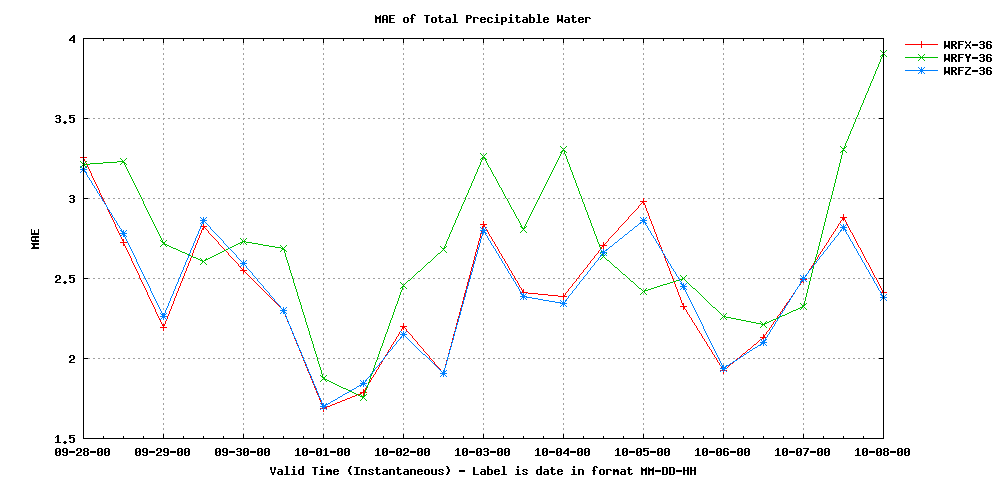 MAE of Total Precipitable Water
WRFX-36
WRFY-36
WRFZ-36
4
3.5
3
2.5
2
1.5
MAE
09-28-00 09-29-00 09-30-00 10-01-00 10-02-00 10-03-00 10-04-00 10-05-00 10-06-00 10-07-00 10-08-00
Valid Time (Instantaneous) - Label is date in format MM-DD-HH